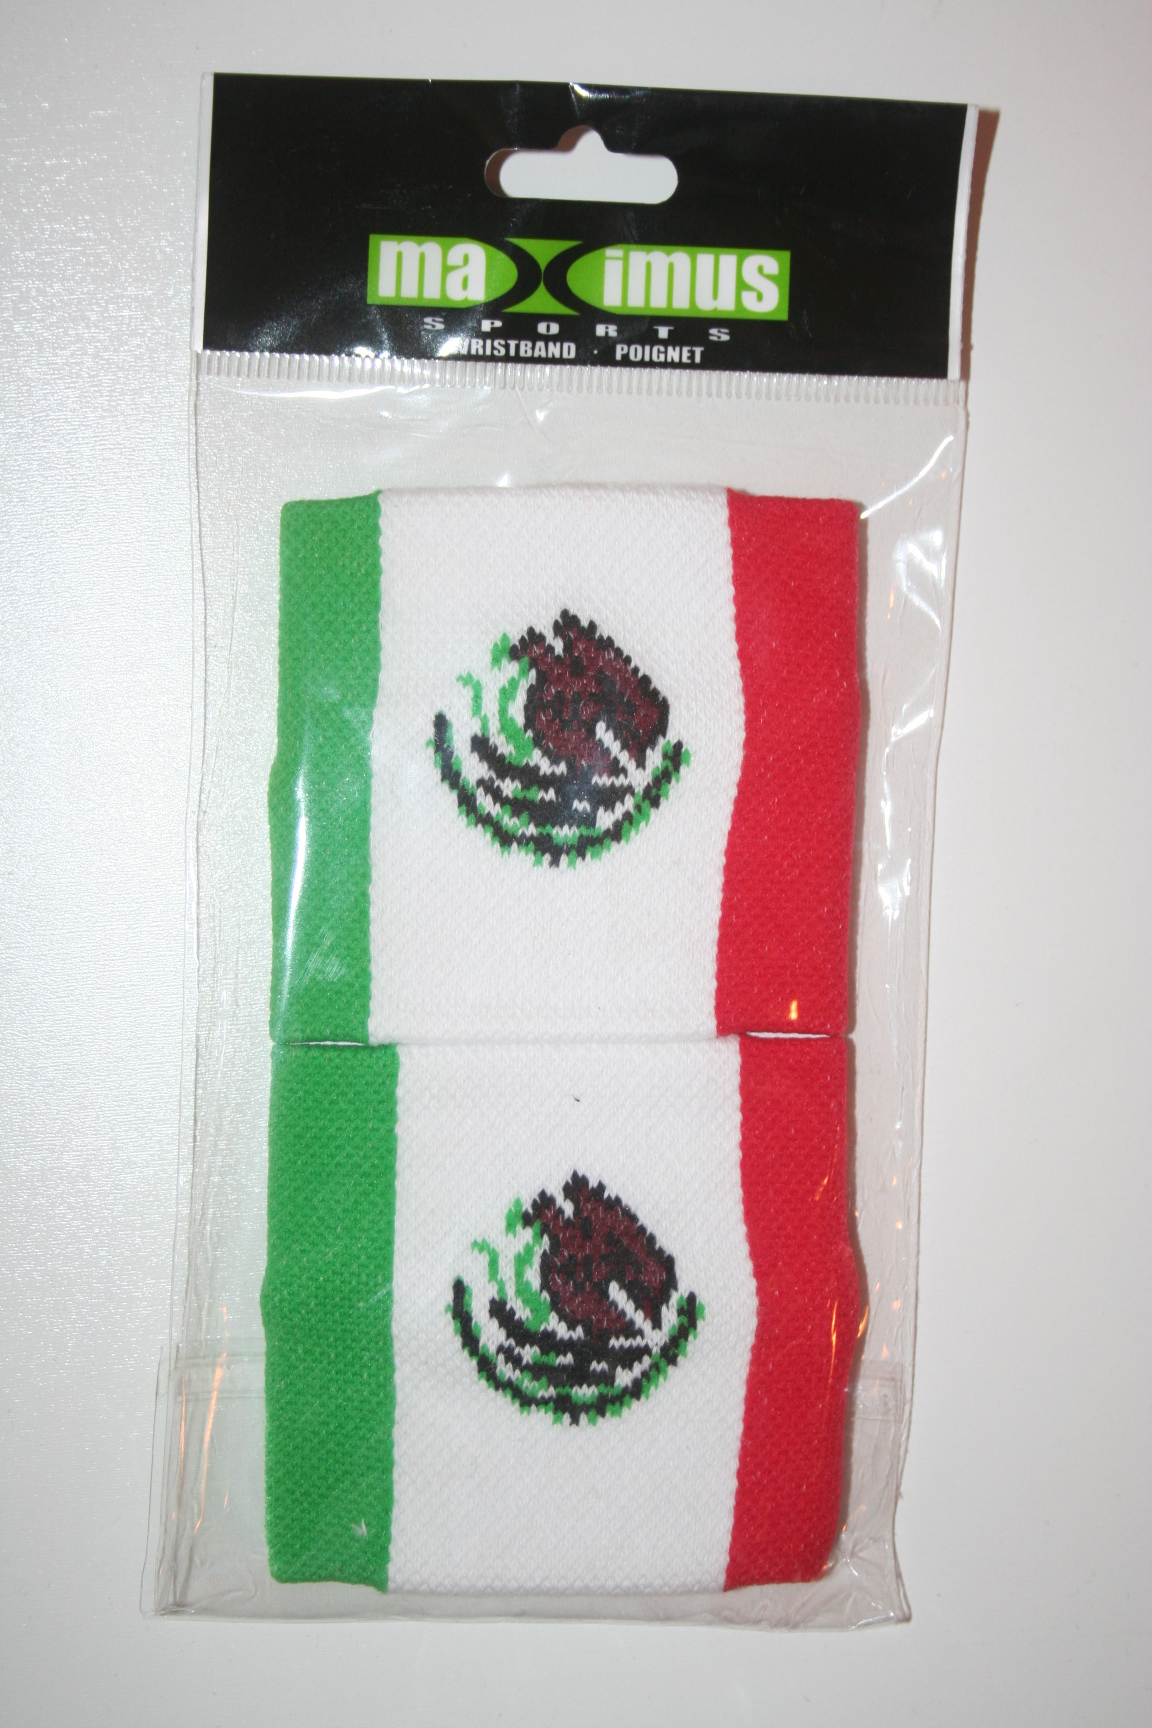 maximus
SPORTS
WRISTBAND · POIGNET